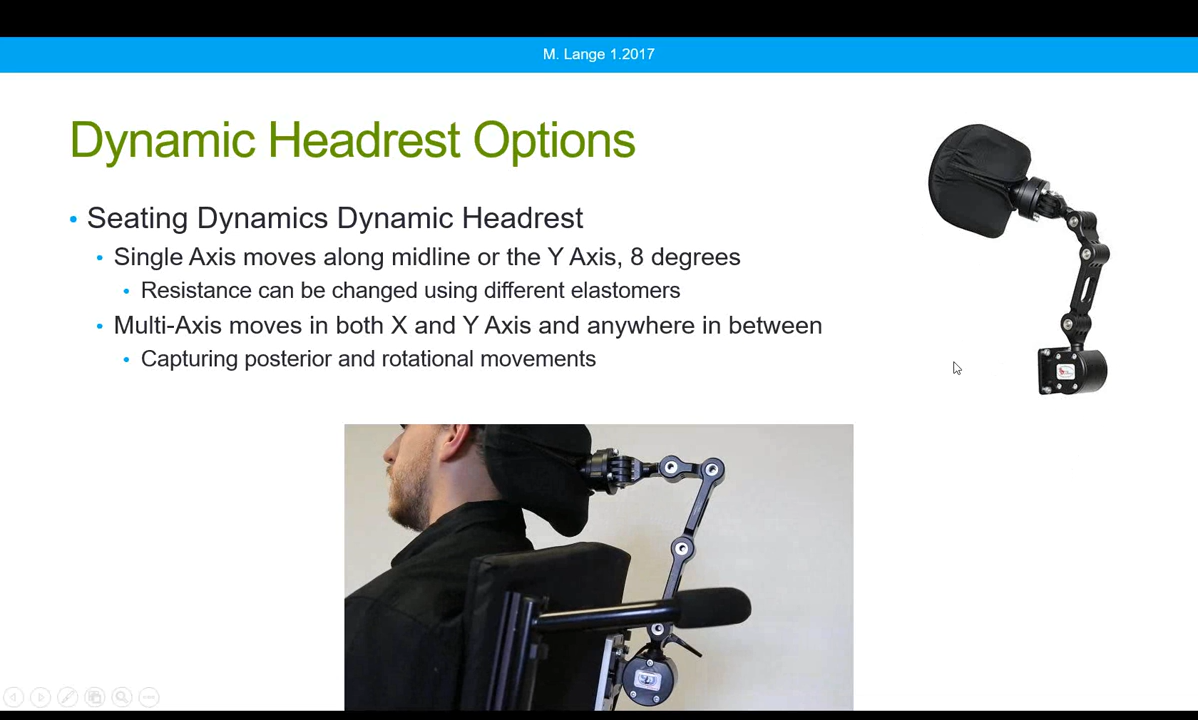 M. Lange 1.2017
Dynamic Headrest Options
• Seating Dynamics Dynamic Headrest
• Single Axis moves along midline or the Y Axis, 8 degrees
• Resistance can be changed using different elastomers
• Multi-Axis moves in both X and Y Axis and anywhere in between
• Capturing posterior and rotational movements